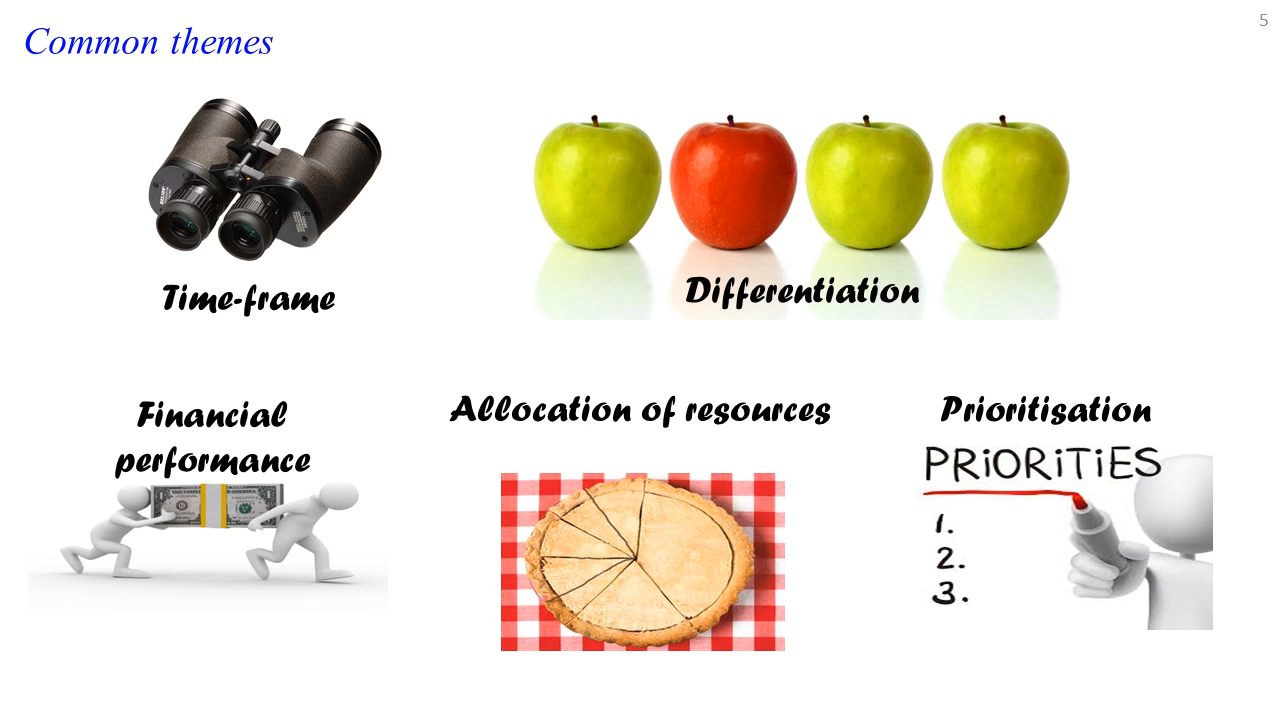 5
Common themes
Time-frame
Differentiation
Financial
performance
Allocation of resources
Prioritisation
PRiORiTiES
1.
2.
3.